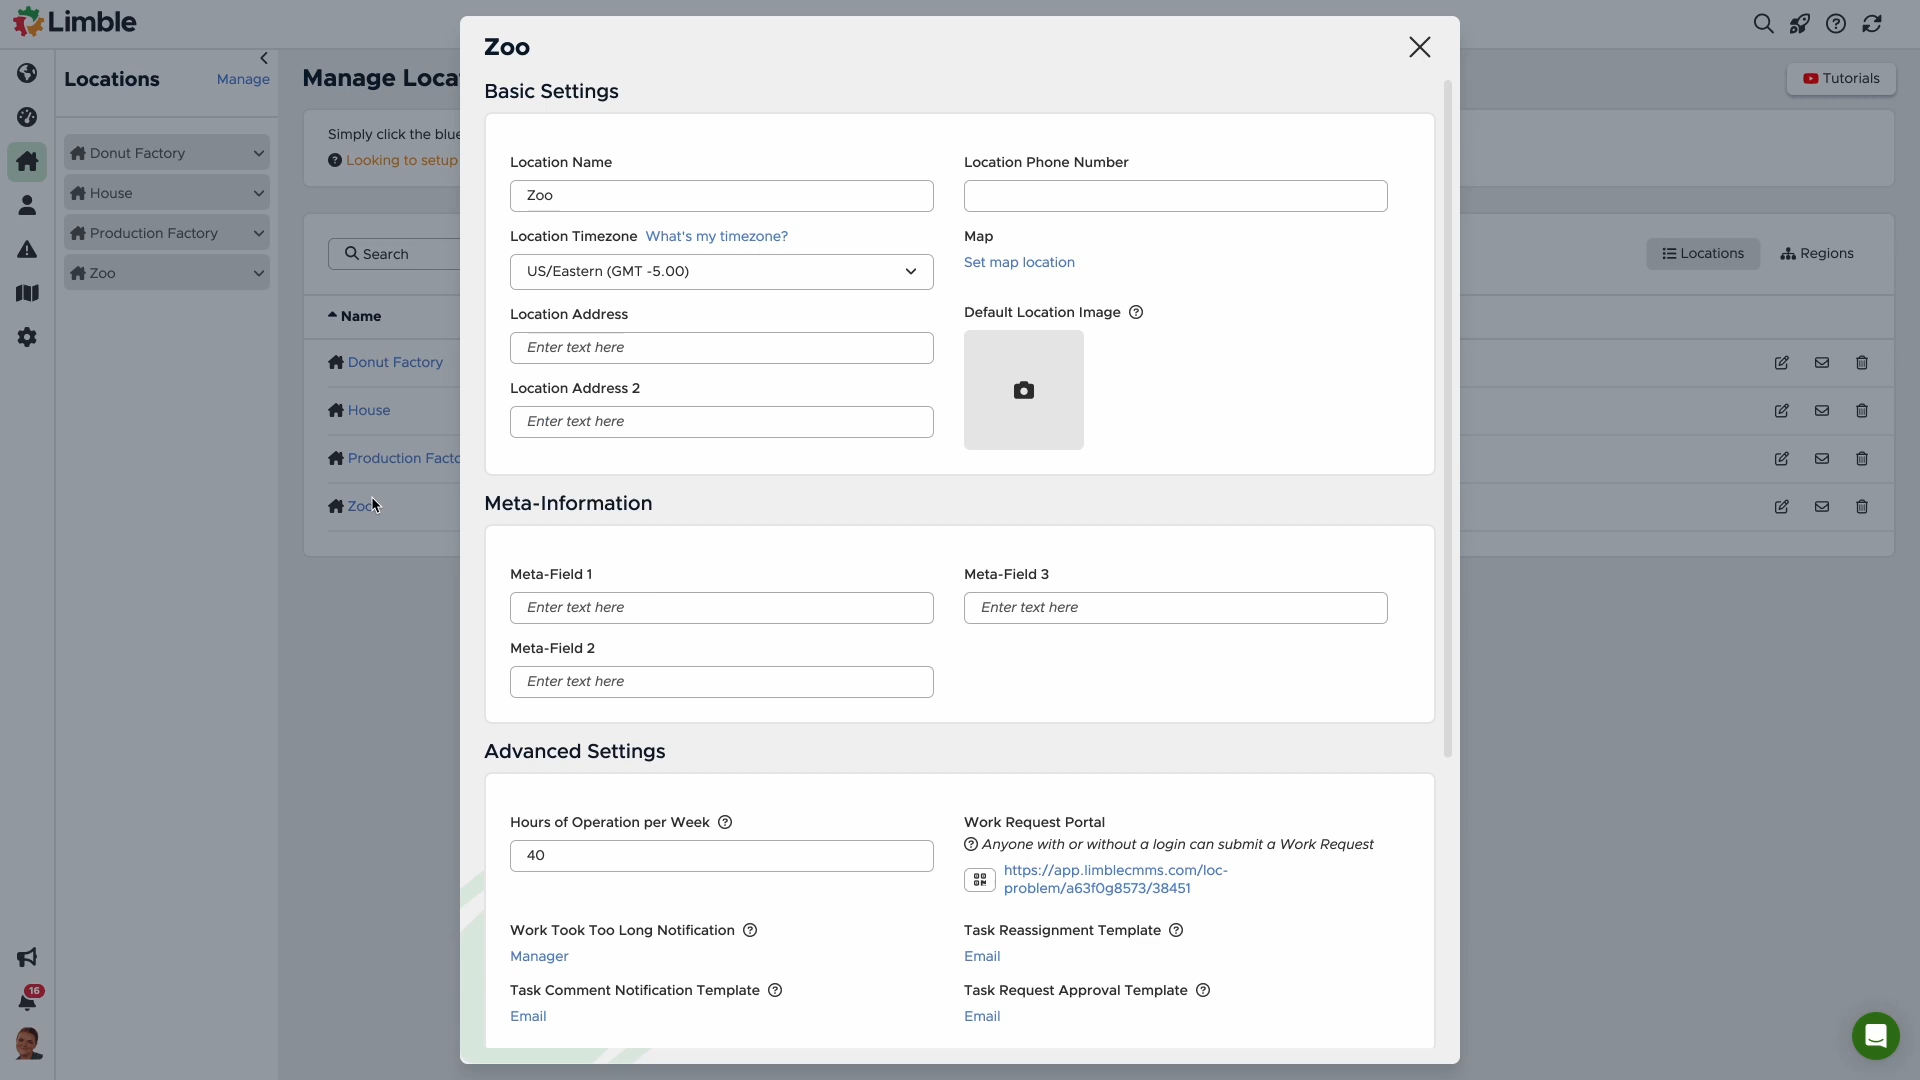 Limble
Locations
Manage
Donut Factory
House
Production Factory
Zoo
16
Manage Loca
Tutorials
Simply click the blue
Looking to setup
Search
Locations
Regions
Name
Donut Factory
House
Production Facto
Zoo
Zoo
Basic Settings
Location Name
Zoo
Location Phone Number
Location Timezone What's my timezone?
US/Eastern (GMT -5.00)
Map
Set map location
Location Address
Enter text here
Default Location Image
Location Address 2
Enter text here
Meta-Information
Meta-Field 1
Enter text here
Meta-Field 3
Enter text here
Meta-Field 2
Enter text here
Advanced Settings
Hours of Operation per Week
40
Work Request Portal
Anyone with or without a login can submit a Work Request
https://app.limblecmms.com/loc-
problem/a63f0g8573/38451
Work Took Too Long Notification
Manager
Task Reassignment Template
Email
Task Comment Notification Template
Email
Task Request Approval Template
Email